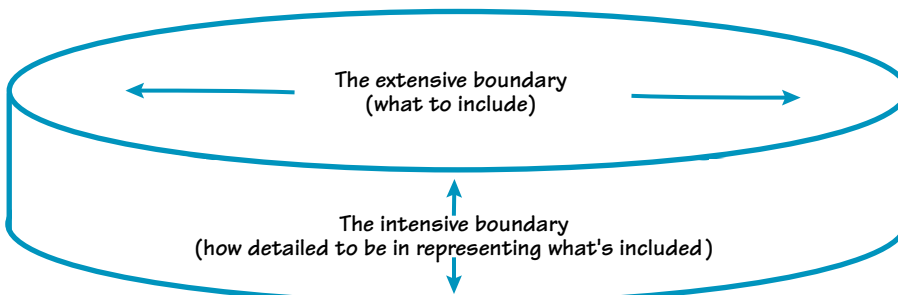 The extensive boundary
(what to include)
The intensive boundary
(how detailed to be in representing what's included)